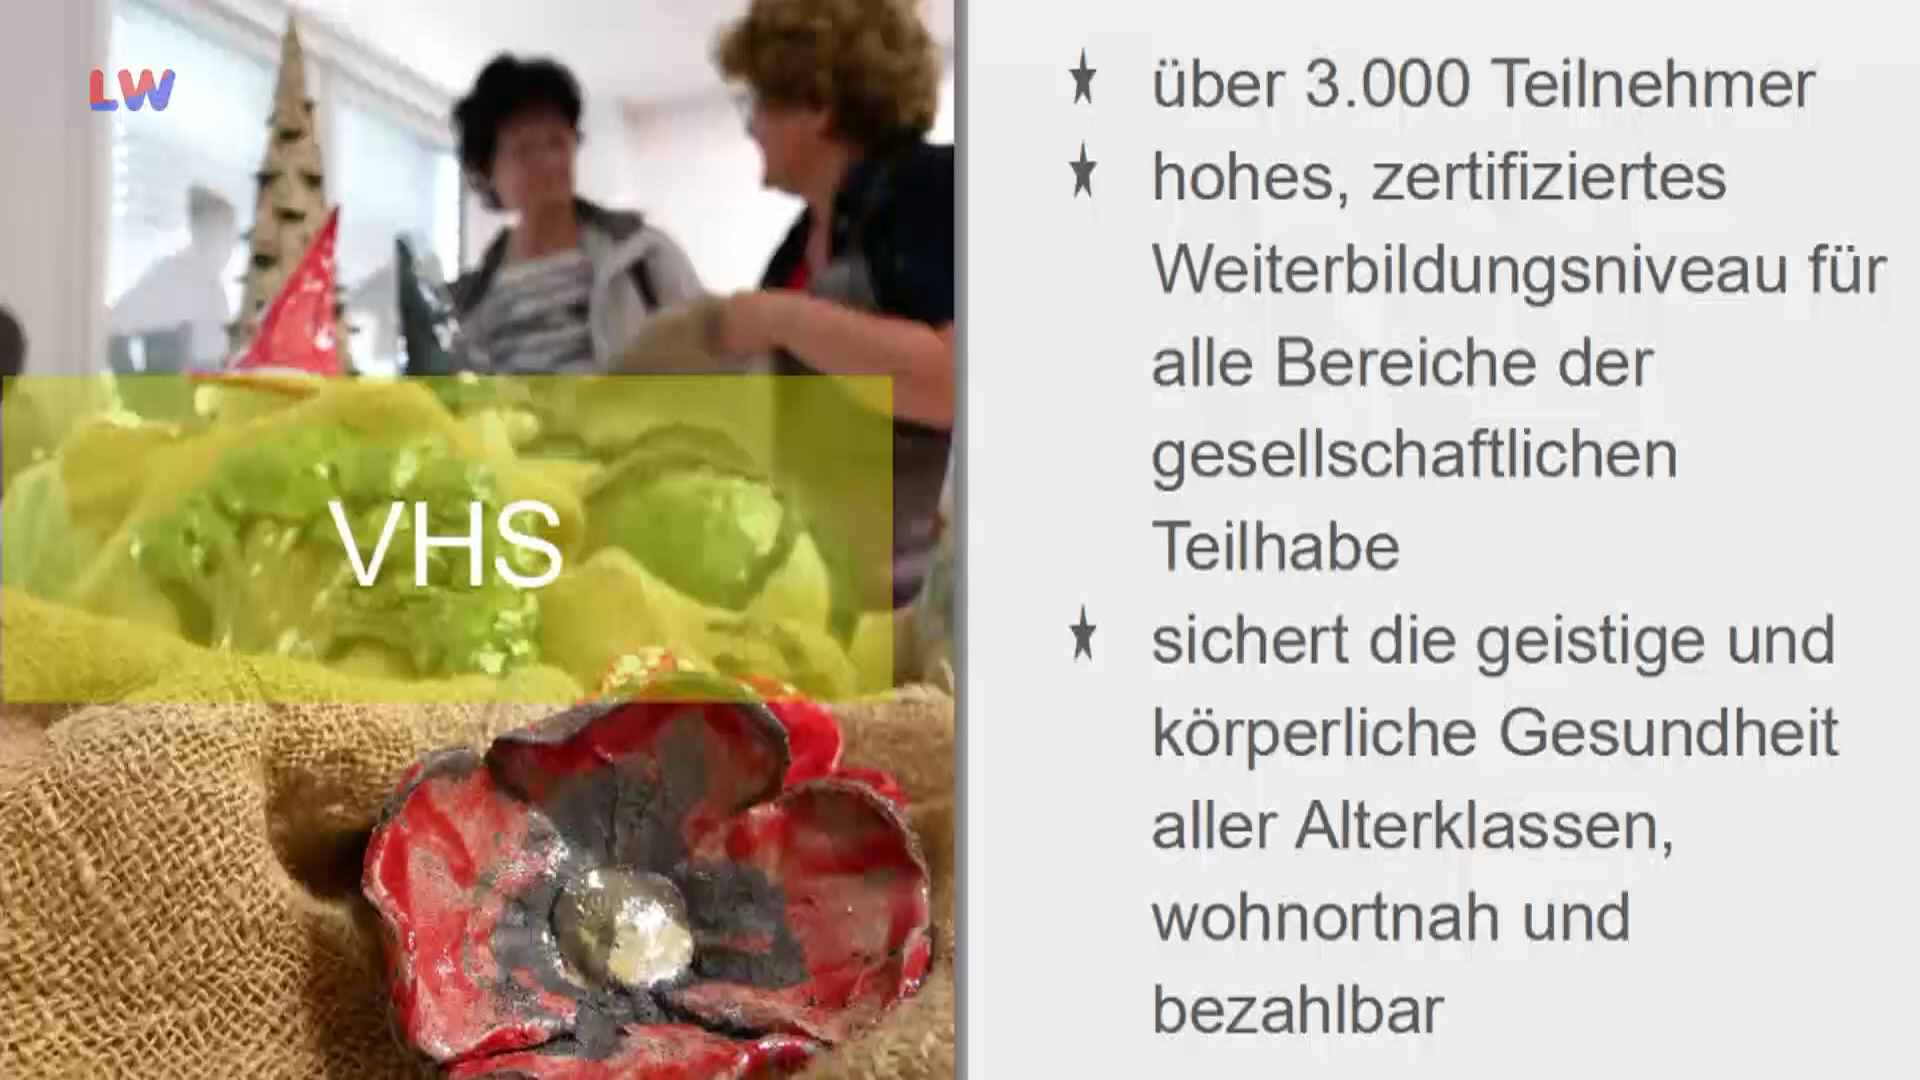 LW
VHS
über 3.000 Teilnehmer
hohes, zertifiziertes
Weiterbildungsniveau für
alle Bereiche der
gesellschaftlichen
Teilhabe
sichert die geistige und
körperliche Gesundheit
aller Alterklassen,
wohnortnah und
bezahlbar